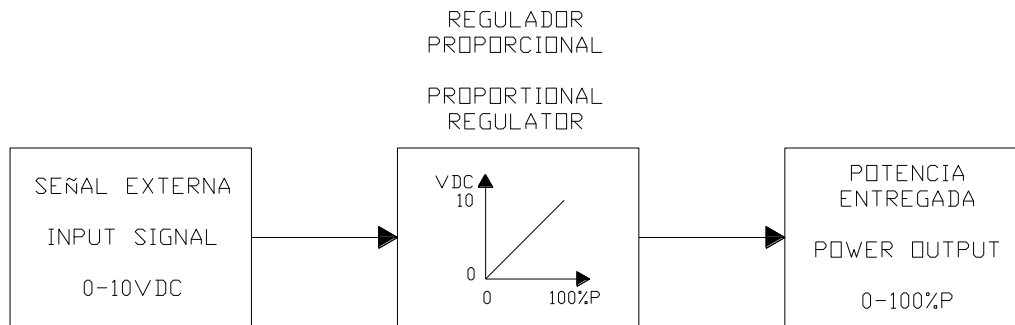 REGULADOR
PROPORCIONAL
PROPORTIONAL
REGULATOR
SEÑAL EXTERNA
INPUT SIGNAL
0-10VDC
VDC
10
0
0
100%P
POTENCIA
ENTREGADA
POWER OUTPUT
0-100%P